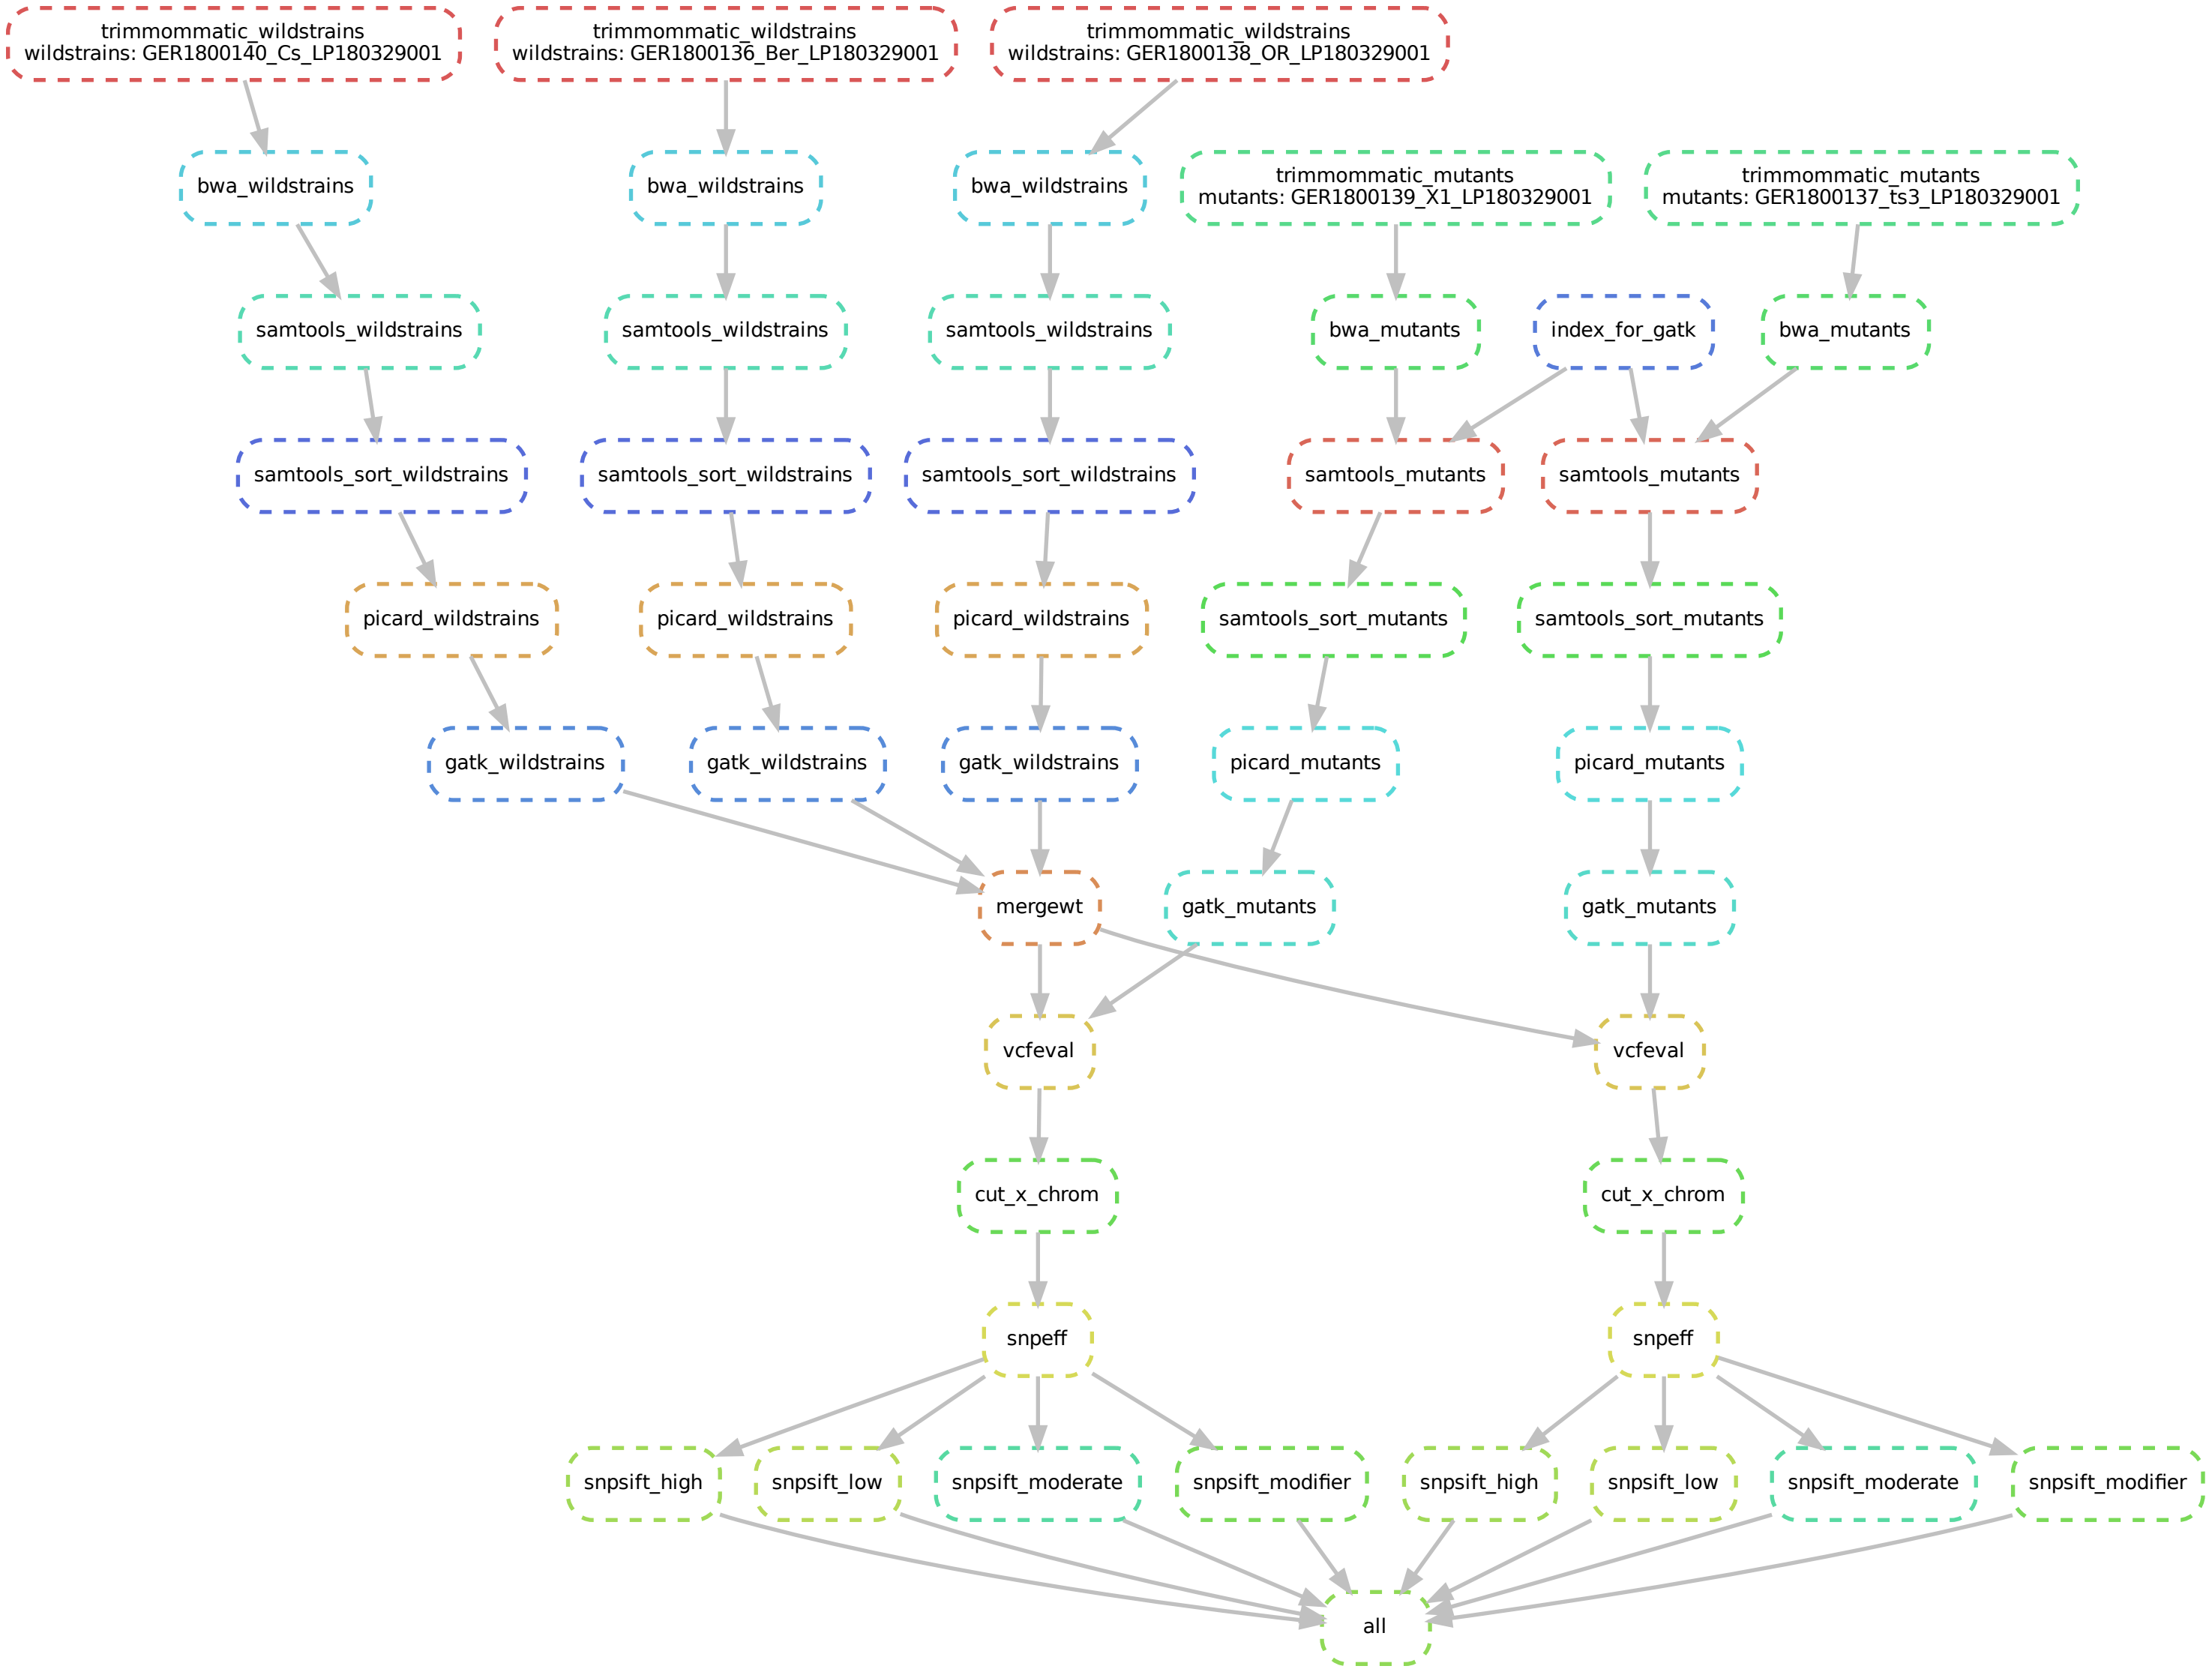 trimmommatic_wildstrains
wildstrains: GER1800140_Cs_LP180329001
trimmommatic_wildstrains
wildstrains: GER1800136_Ber_LP180329001
trimmommatic_wildstrains
wildstrains: GER1800138_OR_LP180329001
bwa_wildstrains
bwa_wildstrains
bwa_wildstrains
trimmommatic_mutants
mutants: GER1800139_X1_LP180329001
trimmommatic_mutants
mutants: GER1800137_ts3_LP180329001
samtools_wildstrains
samtools_wildstrains
samtools_wildstrains
bwa_mutants
index_for_gatk
bwa_mutants
samtools_sort_wildstrains
samtools_sort_wildstrains
samtools_sort_wildstrains
samtools_mutants
samtools_mutants
picard_wildstrains
picard_wildstrains
picard_wildstrains
samtools_sort_mutants
samtools_sort_mutants
gatk_wildstrains
gatk_wildstrains
gatk_wildstrains
picard_mutants
picard_mutants
mergewt
gatk_mutants
gatk_mutants
vcfeval
vcfeval
cut_x_chrom
cut_x_chrom
snpeff
snpeff
snpsift_high
snpsift_low
snpsift_moderate
snpsift_modifier
snpsift_high
snpsift_low
snpsift_moderate
snpsift_modifier
all